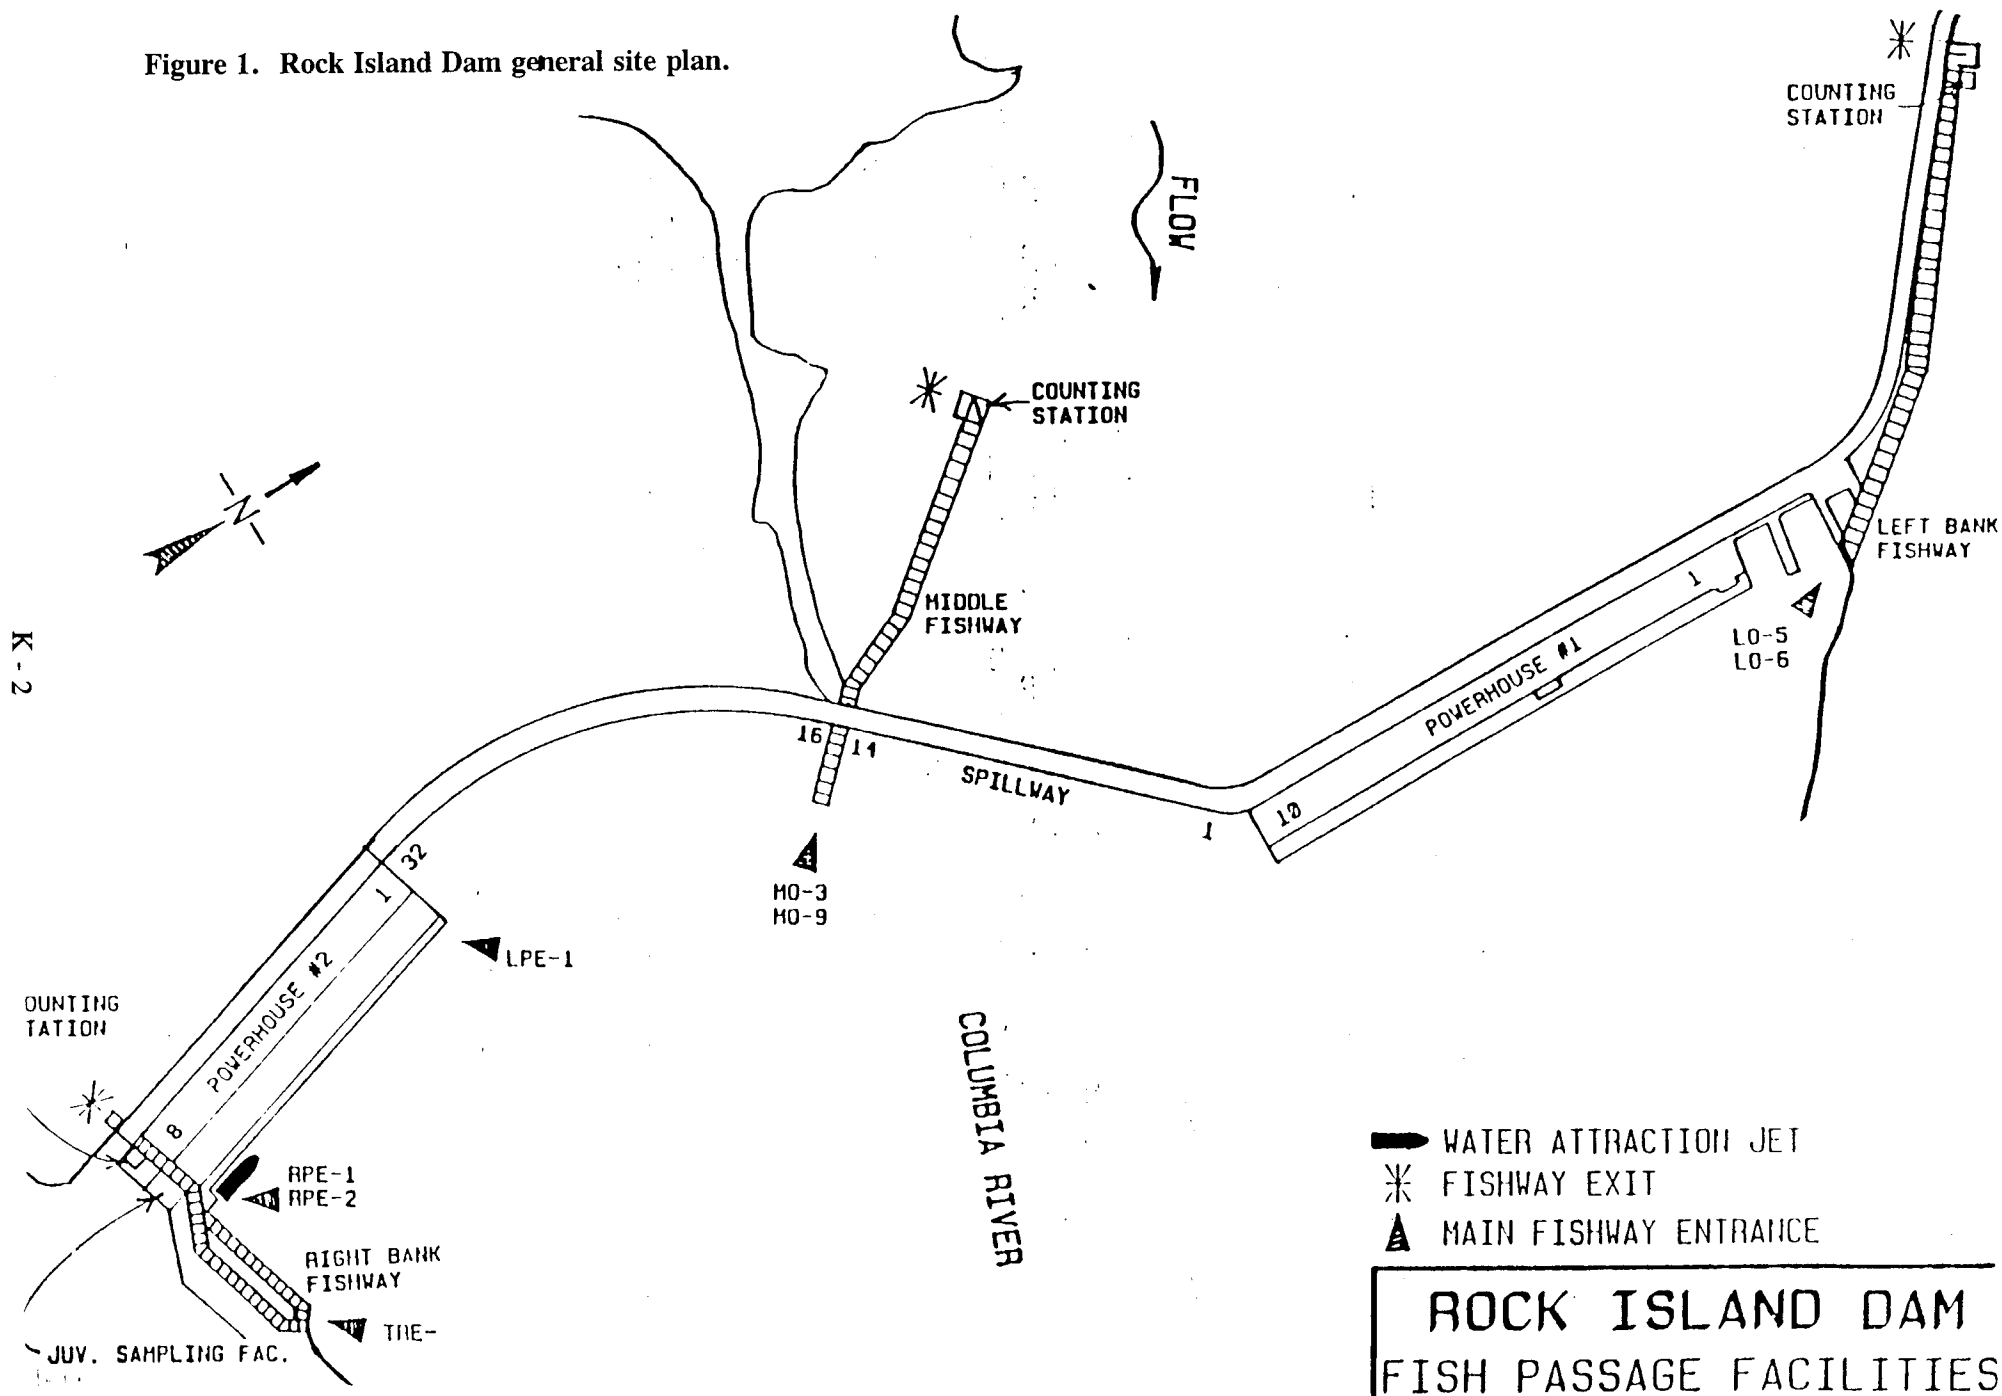 Figure 1. Rock Island Dam general site plan.
COUNTING
STATION
FLOW
COUNTING
STATION
N
LEFT BANK
FISHWAY
MIDDLE
FISHWAY
1
LO-5
LO-6
POWERHOUSE #1
K-2
16
14
SPILLWAY
10
1
32
1
MO-3
MO-9
LPE-1
POWERHOUSE #2
OUNTING
TATION
COLUMBIA RIVER
8
RPE-1
RPE-2
RIGHT BANK
FISHWAY
TRE-
JUV. SAMPLING FAC.
WATER ATTRACTION JET
FISHWAY EXIT
MAIN FISHWAY ENTRANCE
ROCK ISLAND DAM
FISH PASSAGE FACILITIES